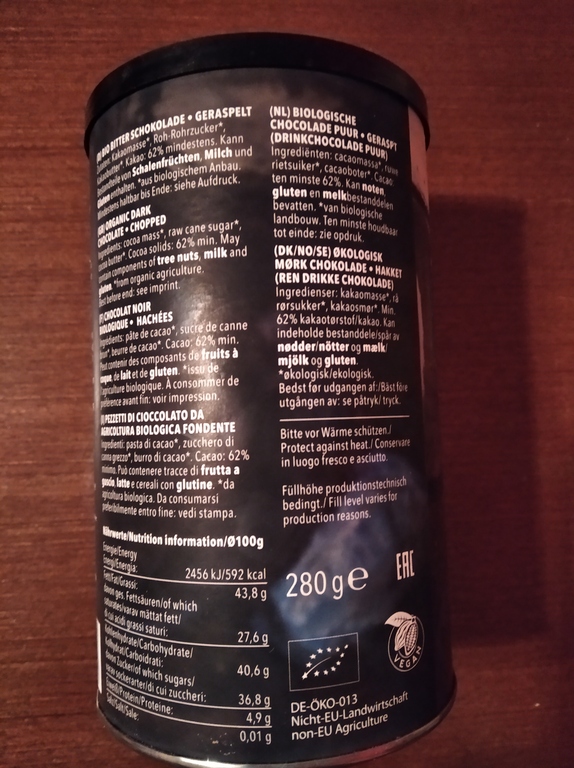 BIO BITTERSCHOKOLADE • GERASPELT
Kakaomasse*, Roh-Rohrzucker*,
Kakao: 62% mindestens. Kann
von Schalenfrüchten, Milch und
enthalten. *aus biologischem Anbau.
Mindestens haltbar bis Ende: siehe Aufdruck.
ORGANIC DARK
CHOCOLATE • CHOPPED
cocoa mass*, raw cane sugar*,
butter*. Cocoa solids: 62% min. May
contain components of tree nuts, milk and
gluten. *from organic agriculture.
Best before end: see imprint.
CHOCOLAT NOIR
BIOLOGIQUE • HACHÉES
pâte de cacao*, sucre de canne
beurre de cacao*. Cacao: 62% min.
Peut contenir des composants de fruits à
coque, de lait et de gluten. *issu de
l'agriculture biologique. À consommer de
préférence avant fin: voir impression.
PEZZETTI DI CIOCCOLATO DA
AGRICOLTURA BIOLOGICA FONDENTE
Ingredienti: pasta di cacao*, zucchero di
canna grezzo*, burro di cacao*. Cacao: 62%
minimo. Può contenere tracce di frutta a
guscio, latte e cereali con glutine. *da
agricoltura biologica. Da consumarsi
preferibilmente entro fine: vedi stampa.
Nährwerte/Nutrition information/Ø100g
Energie/Energy
Energi/Energia:
2456 kJ/592 kcal
Fett/Fat/Grassi:
43,8 g
davon ges. Fettsäuren/of which
saturates/varav mättat fett/
di cui acidi grassi saturi:
27,6 g
Kohlenhydrate/Carbohydrate/
Kolhydrat/Carboidrati:
40,6 g
davon Zucker/of which sugars/
varav sockerarter/di cui zuccheri:
36,8 g
Eiweiß/Protein/Proteine:
4,9 g
Salz/Salt/Sale:
0,01 g
(NL) BIOLOGISCHE
CHOCOLADE PUUR • GERASPT
(DRINKCHOCOLADE PUUR)
Ingrediënten: cacaomassa*, ruwe
rietsuiker*, cacaoboter*. Cacao:
ten minste 62%. Kan noten,
gluten en melkbestanddelen
bevatten. *van biologische
landbouw. Ten minste houdbaar
tot einde: zie opdruk.
(DK/NO/SE) ØKOLOGISK
MØRK CHOKOLADE • HAKKET
(REN DRIKKE CHOKOLADE)
Ingredienser: kakaomasse*, rå
rørsukker*, kakaosmør*. Min.
62% kakaotørstof/kakao. Kan
indeholde bestanddele/spår av
nødder/nötter og mælk/
mjölk og gluten.
*økologisk/ekologisk.
Bedst før udgangen af:/Bäst före
utgången av: se påtryk/ tryck.
Bitte vor Wärme schützen./
Protect against heat./ Conservare
in luogo fresco e asciutto.
Füllhöhe produktionstechnisch
bedingt./ Fill level varies for
production reasons.
280 g e
EAC
VEGAN
DE-ÖKO-013
Nicht-EU-Landwirtschaft
non-EU Agriculture